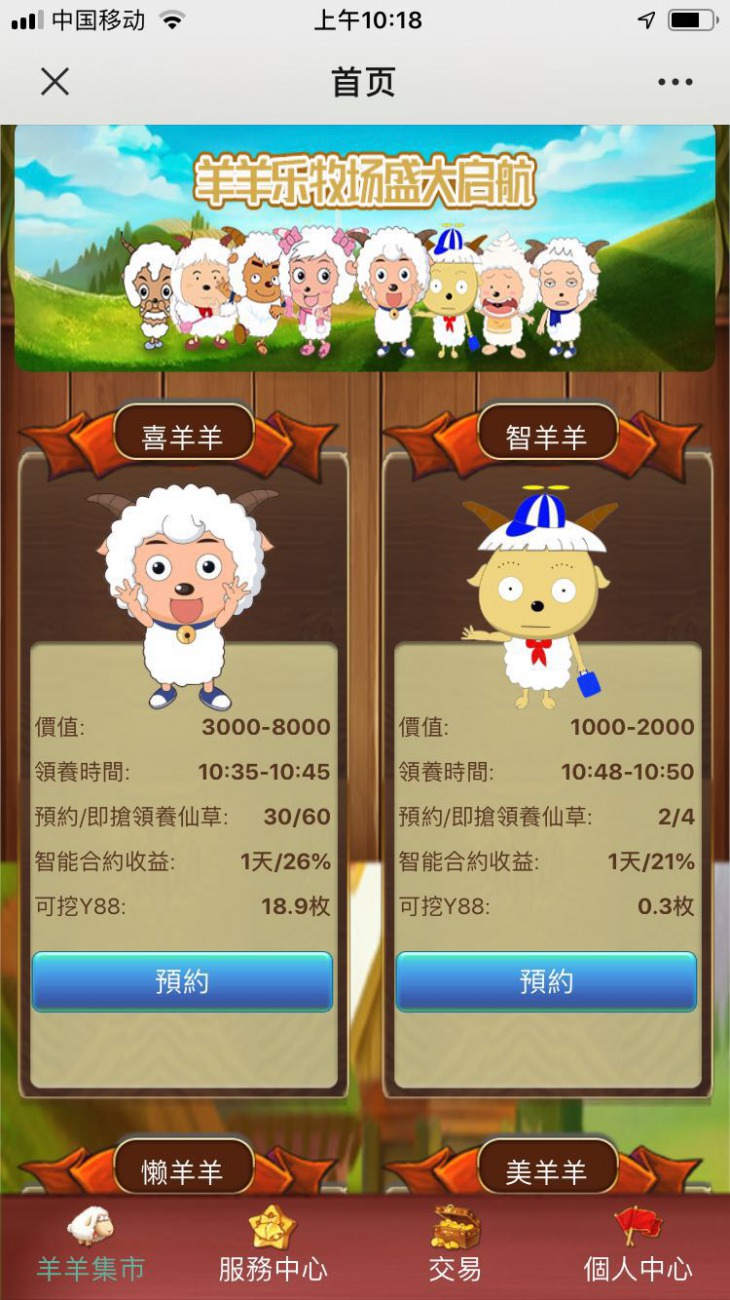 中国移动
上午10:18
首页
羊羊乐牧场盛大启航
喜羊羊
價值: 3000-8000
領養時間: 10:35-10:45
預約/即搶領養仙草: 30/60
智能合約收益: 1天/26%
可挖Y88: 18.9枚
預約
智羊羊
價值: 1000-2000
領養時間: 10:48-10:50
預約/即搶領養仙草: 2/4
智能合約收益: 1天/21%
可挖Y88: 0.3枚
預約
懒羊羊
美羊羊
羊羊集市
服務中心
交易
個人中心